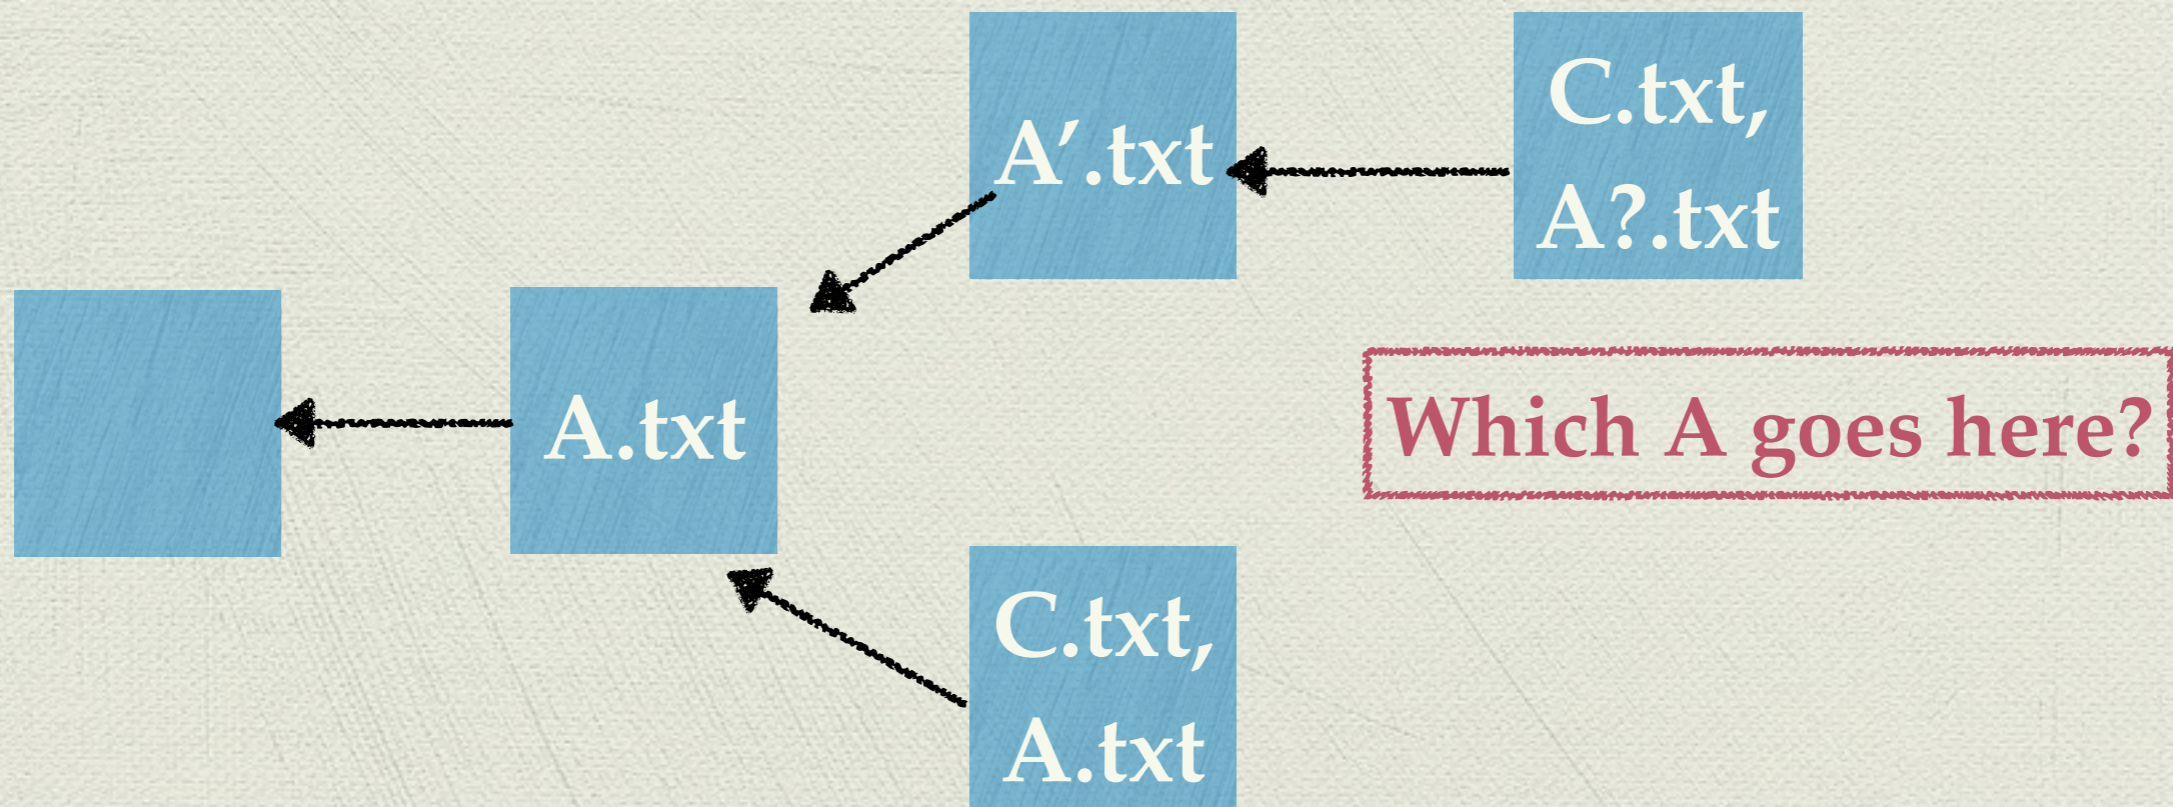 A.txt
A’.txt
C.txt,
A?.txt
Which A goes here?
C.txt,
A.txt